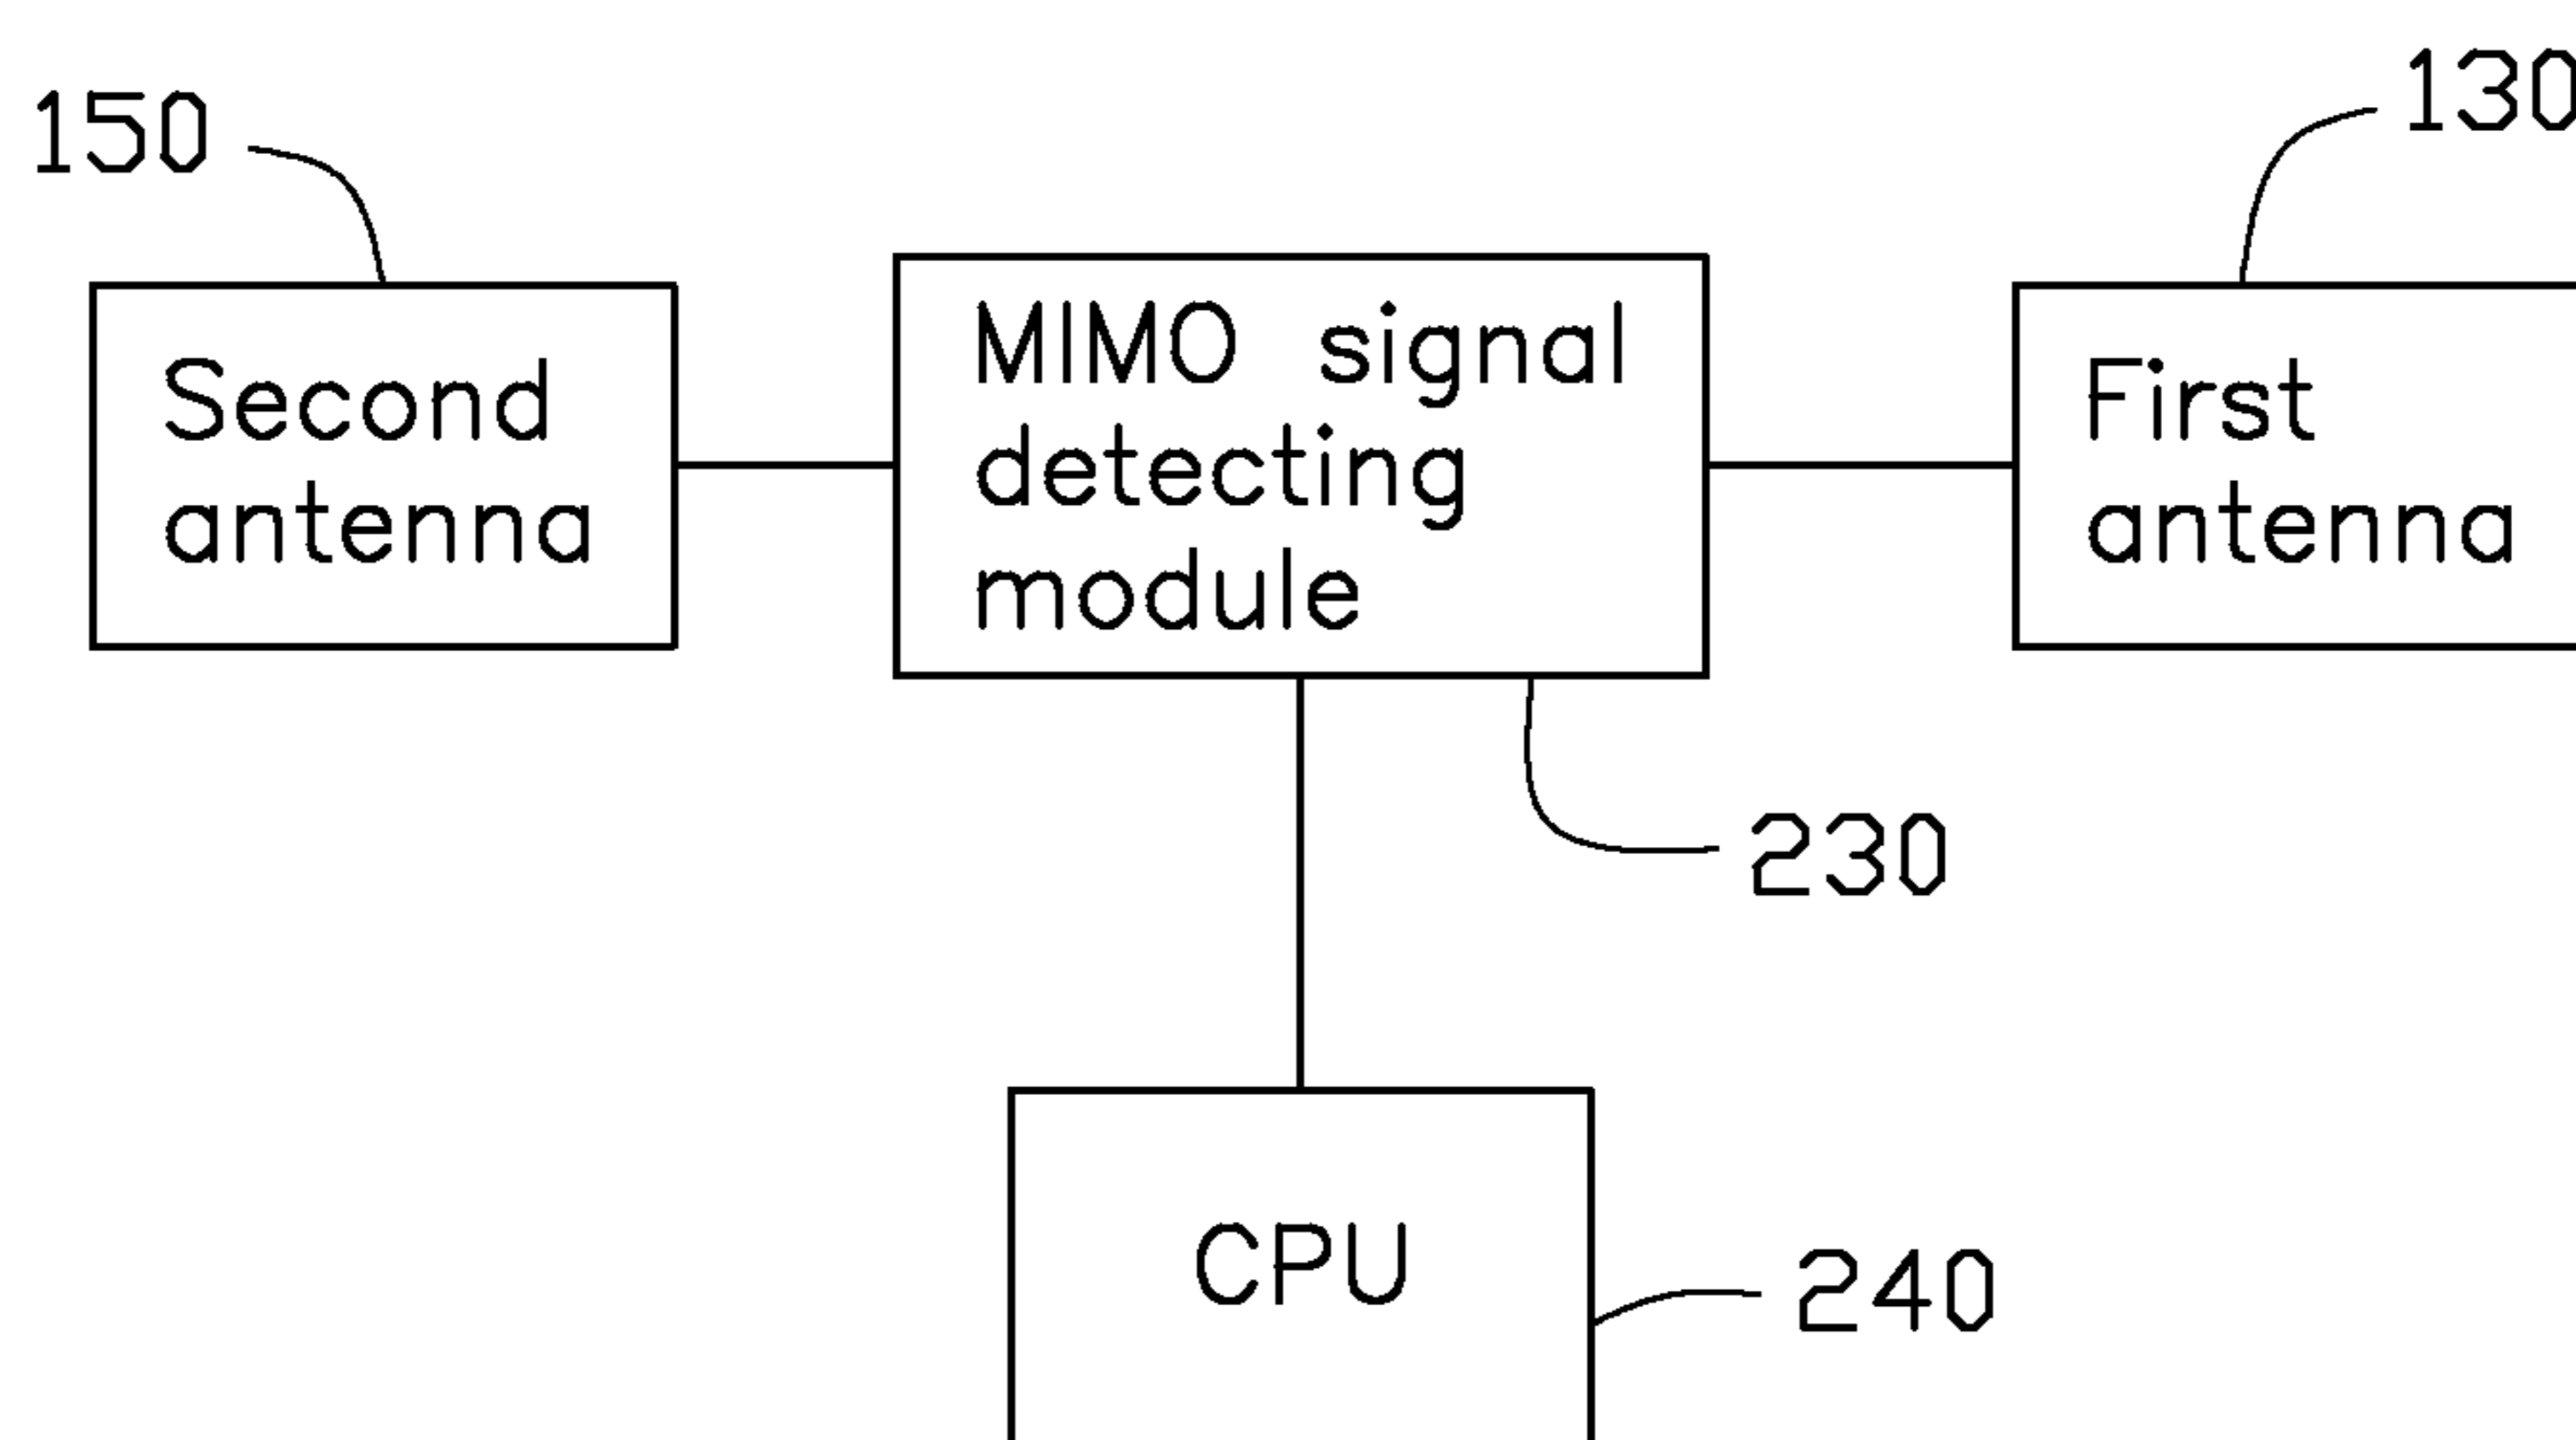 150
130
Second
antenna
MIMO signal
detecting
module
First
antenna
230
CPU
240